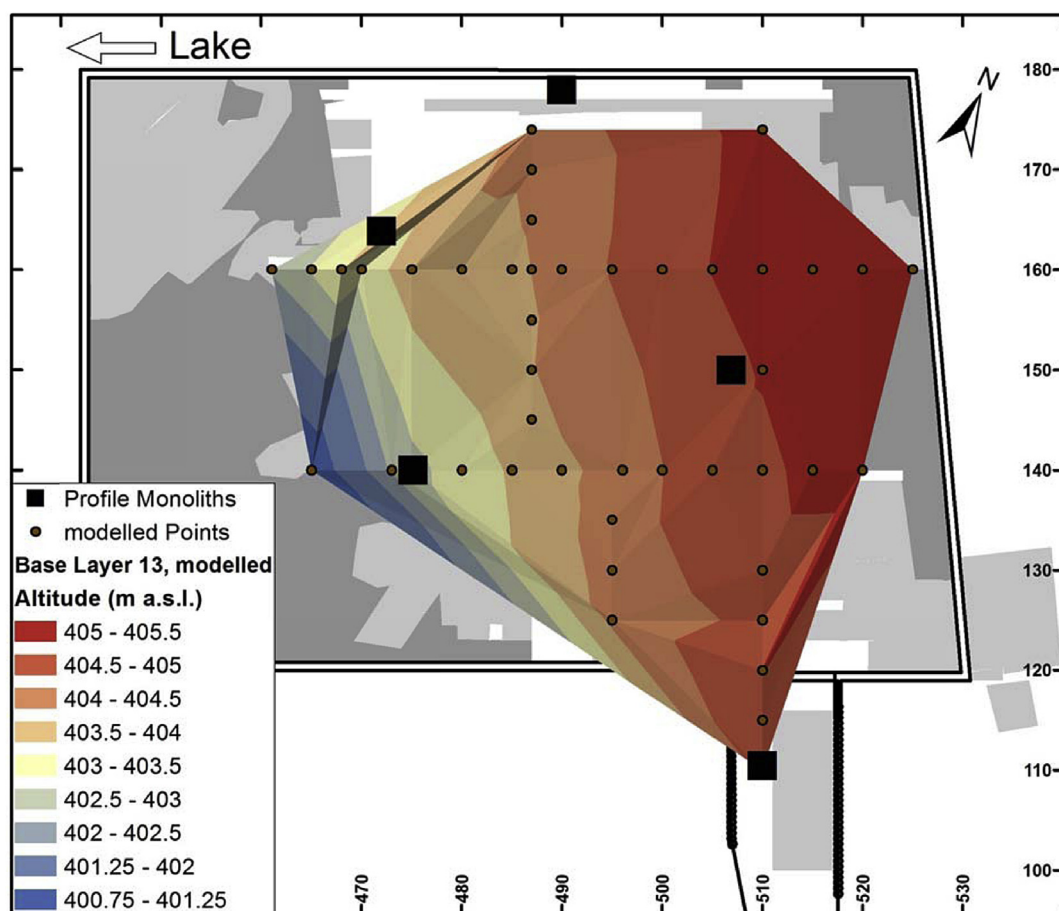 Lake
N
180
170
160
150
140
130
120
110
100
Profile Monoliths
modelled Points
Base Layer 13, modelled
Altitude (m a.s.l.)
405 - 405.5
404.5 - 405
404 - 404.5
403.5 - 404
403 - 403.5
402.5 - 403
402 - 402.5
401.25 - 402
400.75 - 401.25
-470
-480
-490
-500
-510
-520
-530